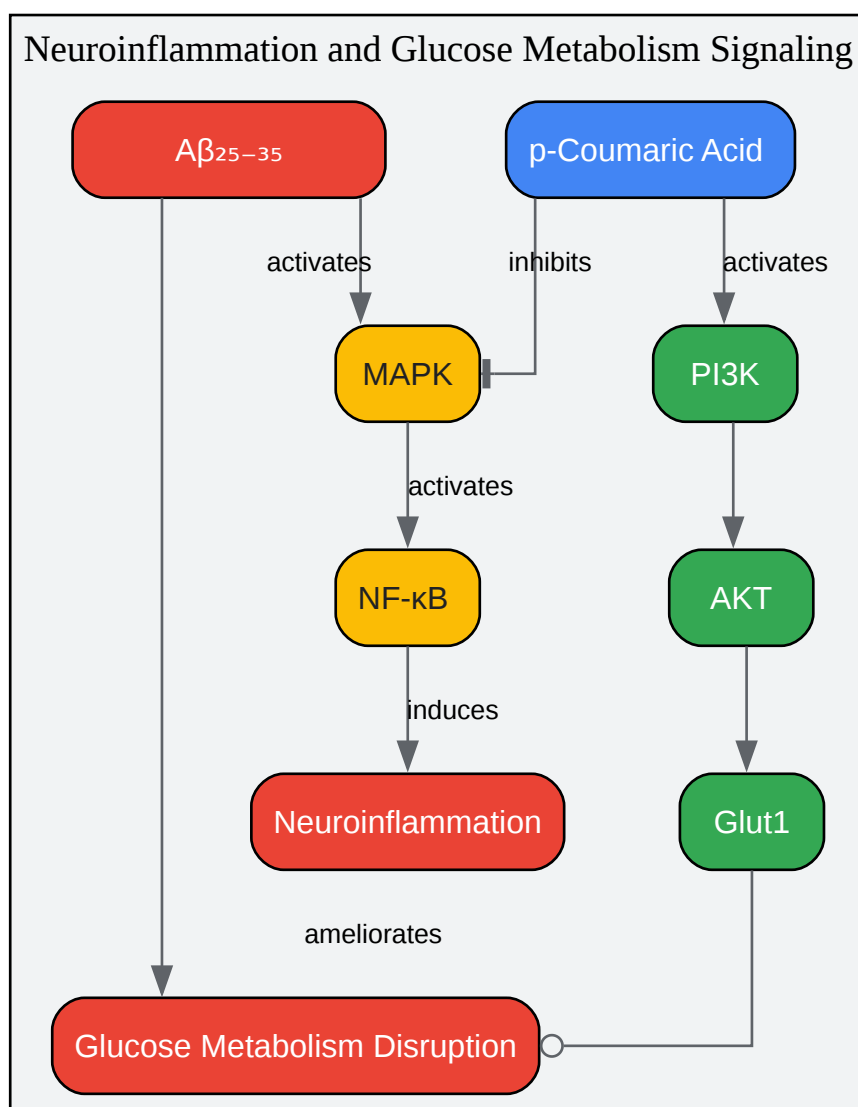 Neuroinflammation and Glucose Metabolism Signaling
Aβ₂₅₋₃₅
p-Coumaric Acid
activates
inhibits
activates
MAPK
PI3K
activates
NF-κB
AKT
induces
Neuroinflammation
Glut1
ameliorates
Glucose Metabolism Disruption